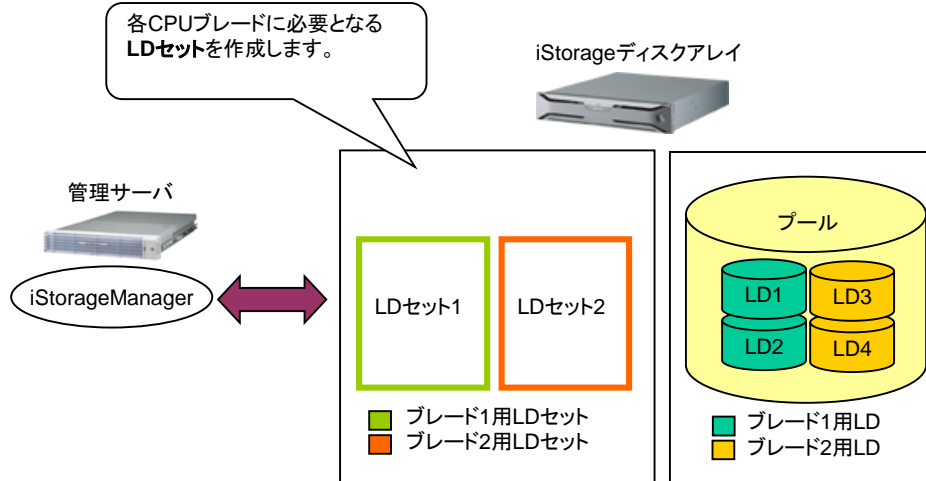 各CPUブレードに必要となる
LDセットを作成します。
iStorageディスクアレイ
管理サーバ
iStorageManager
LDセット1
LDセット2
ブレード1用LDセット
ブレード2用LDセット
プール
LD1
LD3
LD2
LD4
ブレード1用LD
ブレード2用LD